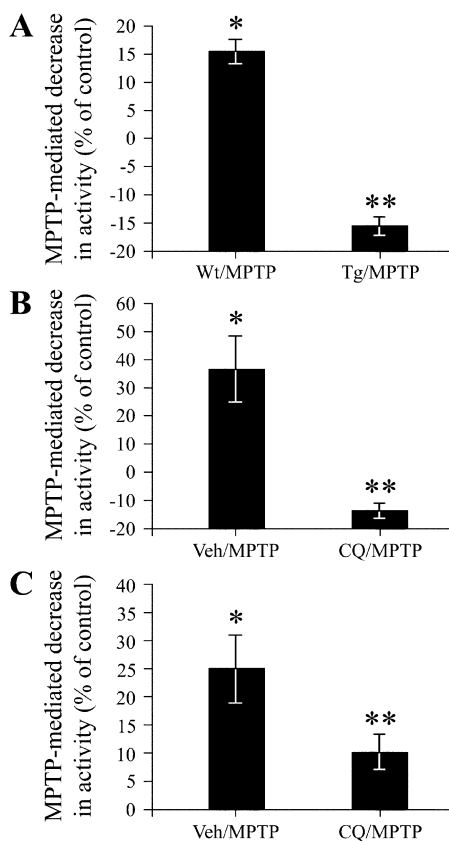 A
MPTP-mediated decrease
in activity (% of control)
20
15
10
5
0
-5
-10
-15
-20
*
**
Wt/MPTP Tg/MPTP
B
MPTP-mediated decrease
in activity (% of control)
60
50
40
30
20
10
0
-10
-20
*
**
Veh/MPTP CQ/MPTP
C
MPTP-mediated decrease
in activity (% of control)
40
35
30
25
20
15
10
5
0
*
**
Veh/MPTP CQ/MPTP